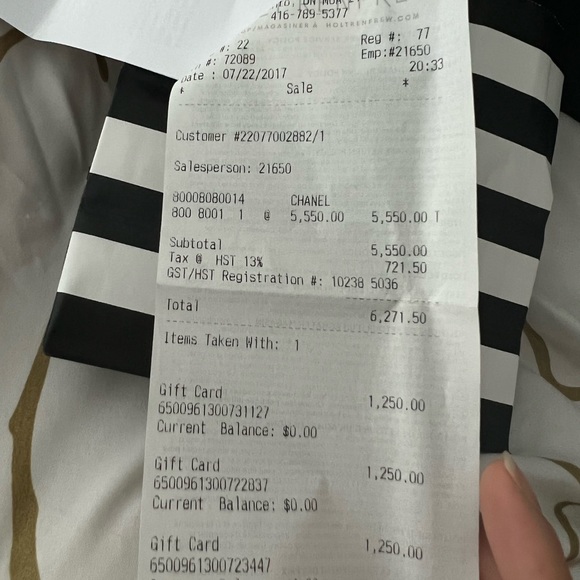 416-789-5377
HOLTRENFREW.COM
#: 22 Reg #: 77
#: 72089 Emp:#21650
Date : 07/22/2017 20:33
* Sale *
Customer #22077002882/1
Salesperson: 21650
80008080014 CHANEL
800 8001 1 @ 5,550.00 5,550.00 T
Subtotal 5,550.00
Tax @ HST 13% 721.50
GST/HST Registration #: 10238 5036
Total 6,271.50
Items Taken With: 1
Gift Card 1,250.00
6500961300731127
Current Balance: $0.00
Gift Card 1,250.00
6500961300722837
Current Balance: $0.00
Gift Card 1,250.00
6500961300723447